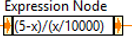 Expression Node
(5-x)/(x/10000)